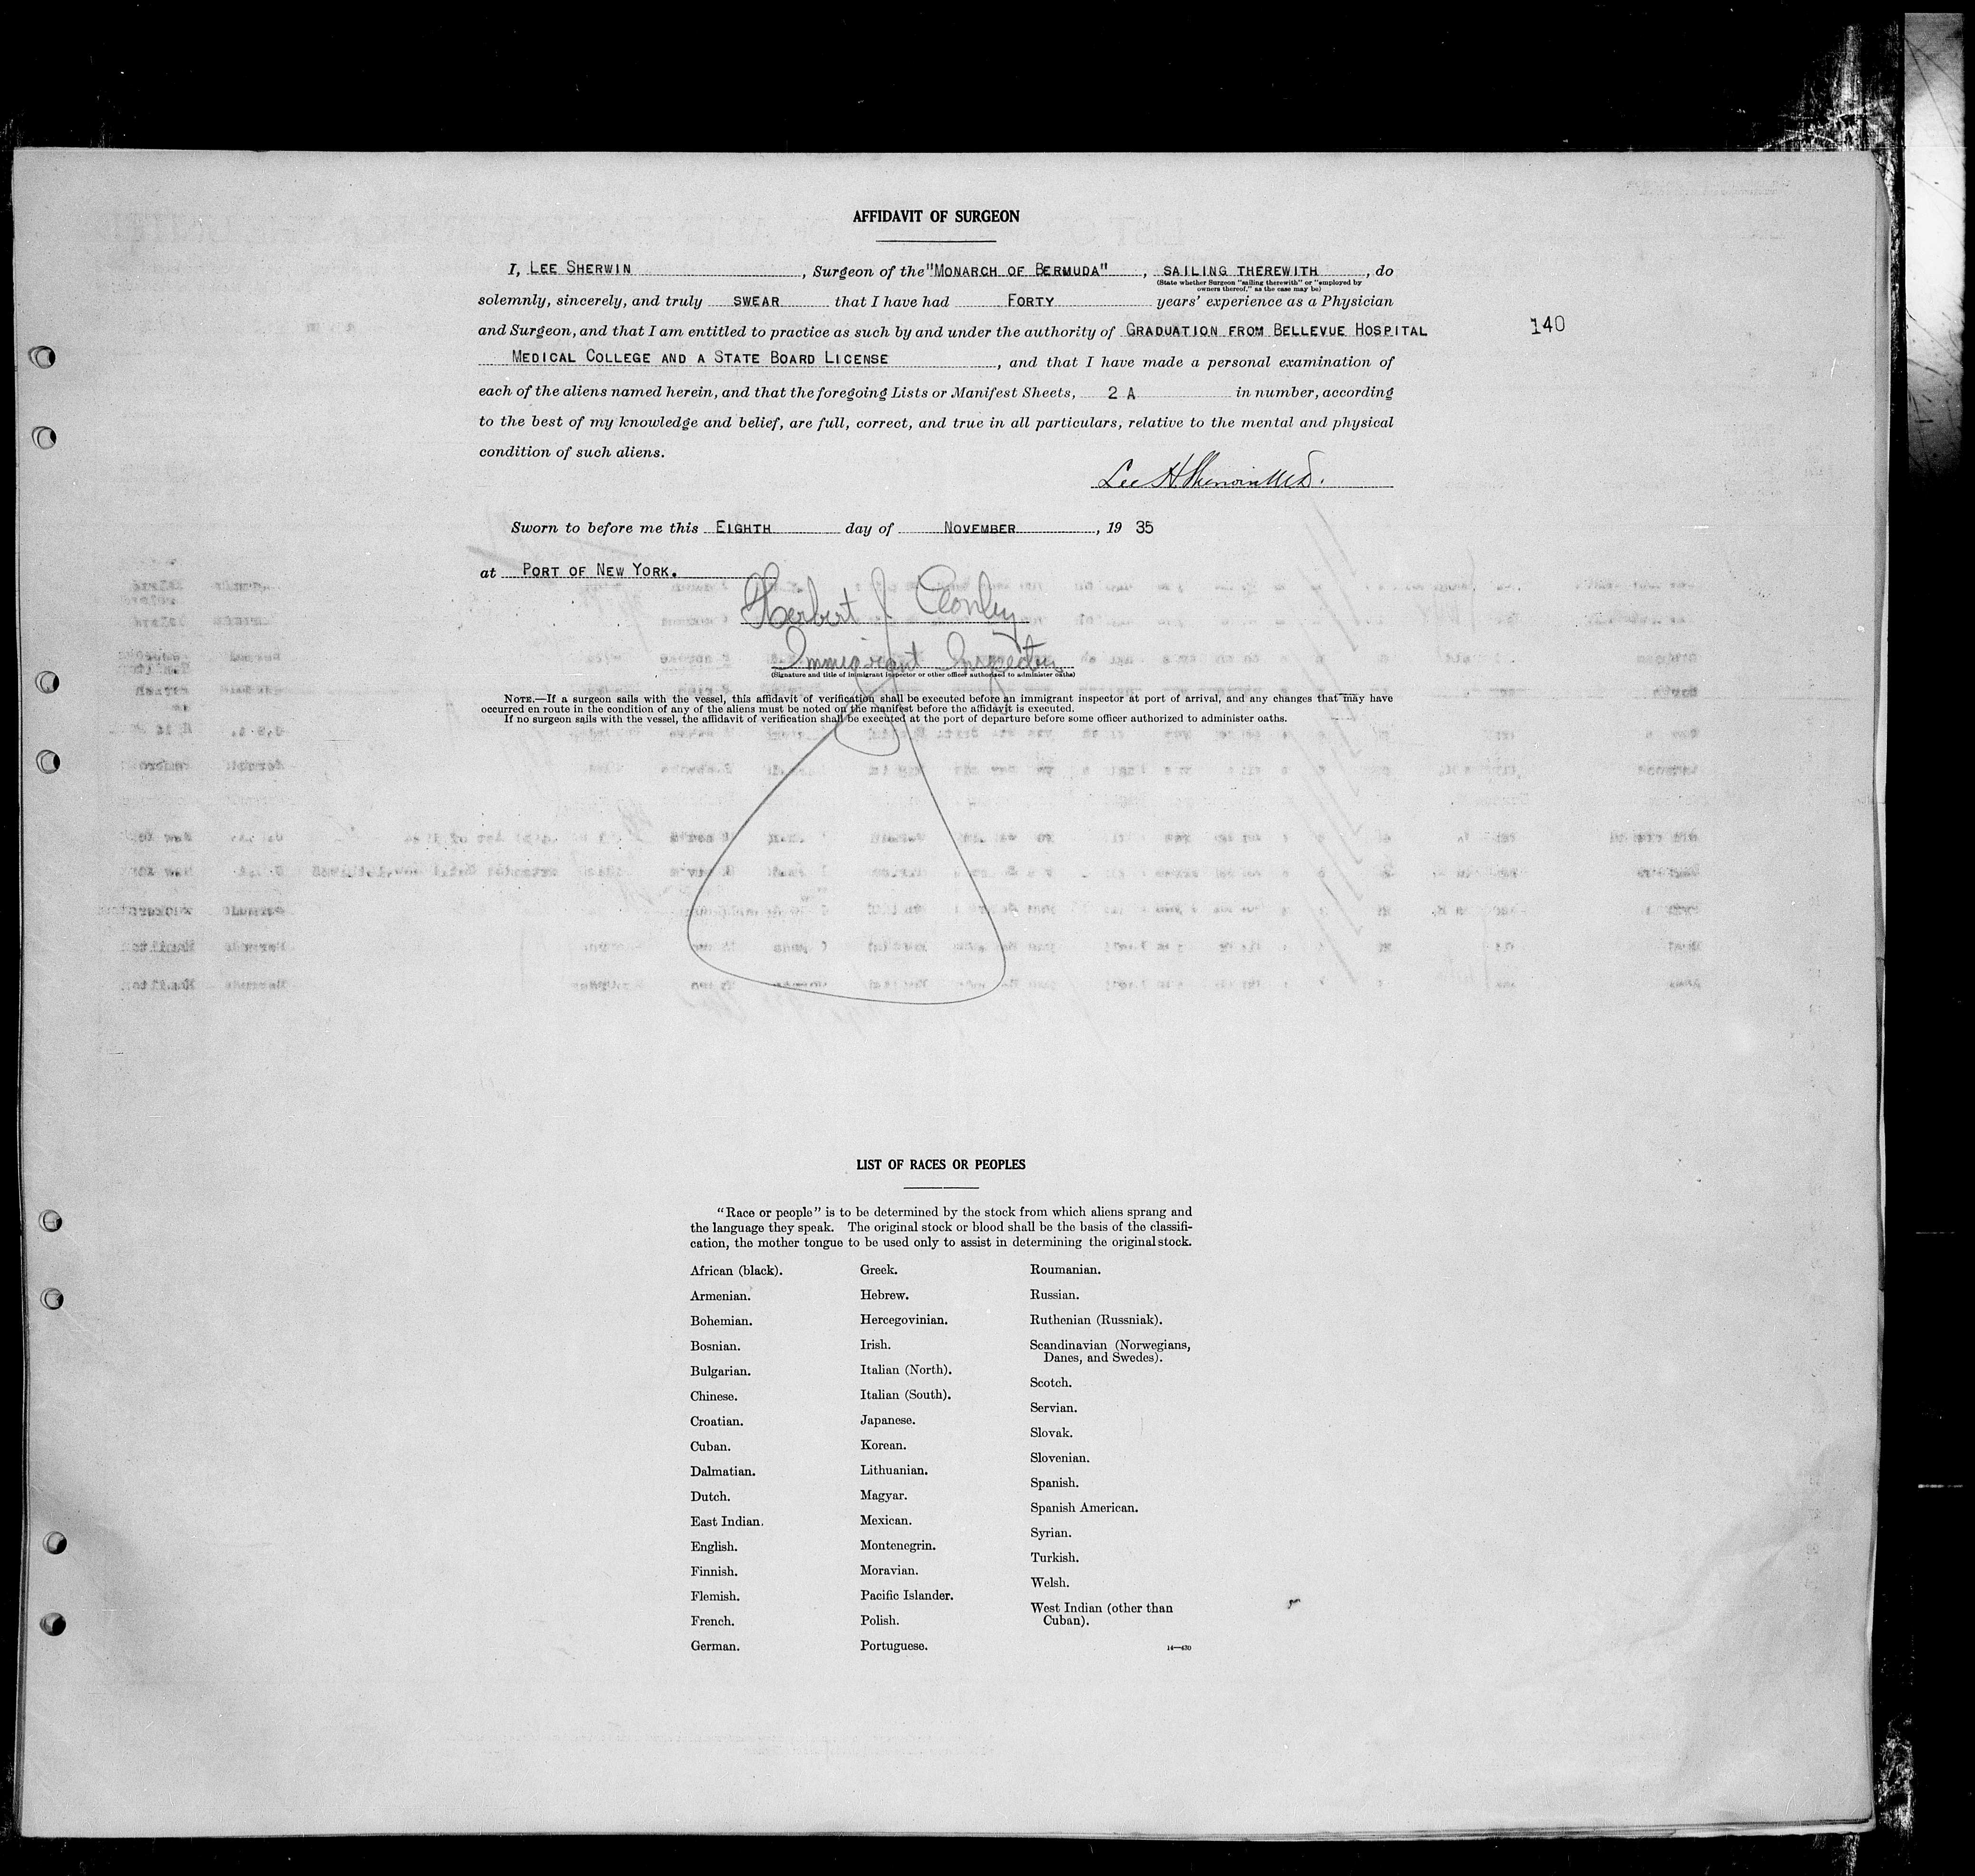 AFFIDAVIT OF SURGEON
I, LEE SHERWIN, Surgeon of the "MONARCH OF BERMUDA", SAILING THEREWITH, do
(State whether Surgeon "sailing therewith" or "employed by
owners thereof," as the case may be)
solemnly, sincerely, and truly SWEAR that I have had FORTY years' experience as a Physician
and Surgeon, and that I am entitled to practice as such by and under the authority of GRADUATION FROM BELLEVUE HOSPITAL
140
MEDICAL COLLEGE AND A STATE BOARD LICENSE, and that I have made a personal examination of
each of the aliens named herein, and that the foregoing Lists or Manifest Sheets, 2 A in number, according
to the best of my knowledge and belief, are full, correct, and true in all particulars, relative to the mental and physical
condition of such aliens.
Lee H. Sherwin M.D.
Sworn to before me this EIGHTH day of NOVEMBER, 19 35
at PORT OF NEW YORK.
Herbert J Conley
Immigrant Inspector
(Signature and title of immigrant inspector or other officer authorized to administer oaths)
NOTE.—If a surgeon sails with the vessel, this affidavit of verification shall be executed before an immigrant inspector at port of arrival, and any changes that may have
occurred en route in the condition of any of the aliens must be noted on the manifest before the affidavit is executed.
If no surgeon sails with the vessel, the affidavit of verification shall be executed at the port of departure before some officer authorized to administer oaths.
LIST OF RACES OR PEOPLES
"Race or people" is to be determined by the stock from which aliens sprang and
the language they speak. The original stock or blood shall be the basis of the classifi-
cation, the mother tongue to be used only to assist in determining the original stock.
African (black).
Armenian.
Bohemian.
Bosnian.
Bulgarian.
Chinese.
Croatian.
Cuban.
Dalmatian.
Dutch.
East Indian.
English.
Finnish.
Flemish.
French.
German.
Greek.
Hebrew.
Hercegovinian.
Irish.
Italian (North).
Italian (South).
Japanese.
Korean.
Lithuanian.
Magyar.
Mexican.
Montenegrin.
Moravian.
Pacific Islander.
Polish.
Portuguese.
Roumanian.
Russian.
Ruthenian (Russniak).
Scandinavian (Norwegians,
Danes, and Swedes).
Scotch.
Servian.
Slovak.
Slovenian.
Spanish.
Spanish American.
Syrian.
Turkish.
Welsh.
West Indian (other than
Cuban).
14—430